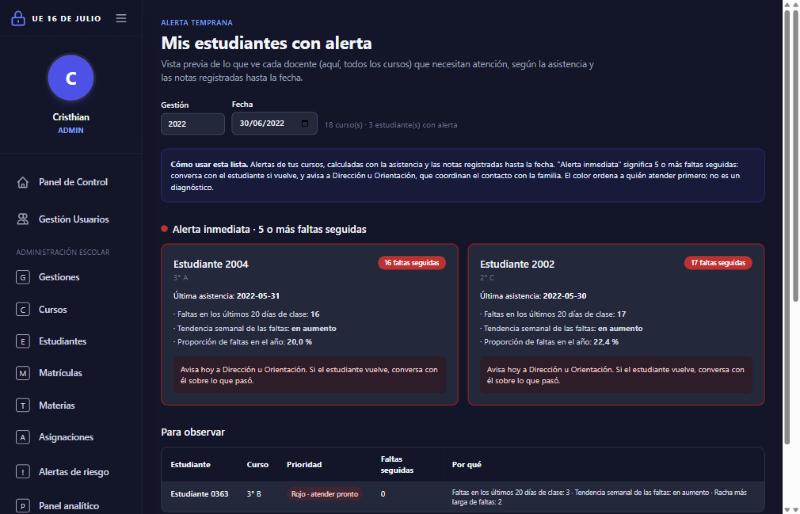 UE 16 DE JULIO
C
Cristhian
ADMIN
Panel de Control
Gestión Usuarios
ADMINISTRACIÓN ESCOLAR
G Gestiones
C Cursos
E Estudiantes
M Matrículas
T Materias
A Asignaciones
! Alertas de riesgo
P Panel analítico
ALERTA TEMPRANA
Mis estudiantes con alerta
Vista previa de lo que ve cada docente (aquí, todos los cursos) que necesitan atención, según la asistencia y
las notas registradas hasta la fecha.
Gestión
2022
Fecha
30/06/2022
18 curso(s) · 3 estudiante(s) con alerta
Cómo usar esta lista. Alertas de tus cursos, calculadas con la asistencia y las notas registradas hasta la fecha. "Alerta inmediata" significa 5 o más faltas seguidas:
conversa con el estudiante si vuelve, y avisa a Dirección u Orientación, que coordinan el contacto con la familia. El color ordena a quién atender primero; no es un
diagnóstico.
Alerta inmediata · 5 o más faltas seguidas
Estudiante 2004
16 faltas seguidas
3° A
Última asistencia: 2022-05-31
· Faltas en los últimos 20 días de clase: 16
· Tendencia semanal de las faltas: en aumento
· Proporción de faltas en el año: 20,0 %
Avisa hoy a Dirección u Orientación. Si el estudiante vuelve, conversa con
él sobre lo que pasó.
Estudiante 2002
17 faltas seguidas
2° C
Última asistencia: 2022-05-30
· Faltas en los últimos 20 días de clase: 17
· Tendencia semanal de las faltas: en aumento
· Proporción de faltas en el año: 22,4 %
Avisa hoy a Dirección u Orientación. Si el estudiante vuelve, conversa con
él sobre lo que pasó.
Para observar
Estudiante Curso Prioridad Faltas seguidas Por qué
Estudiante 0363 3° B Rojo - atender pronto 0 Faltas en los últimos 20 días de clase: 3 · Tendencia semanal de las faltas: en aumento · Racha más
larga de faltas: 2